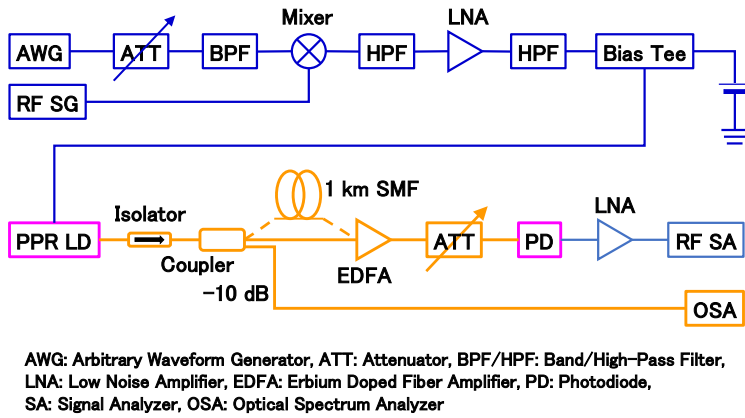 Mixer
LNA
AWG
ATT
BPF
HPF
HPF
Bias Tee
RF SG
1 km SMF
Isolator
LNA
PPR LD
ATT
PD
RF SA
Coupler
EDFA
-10 dB
OSA
AWG: Arbitrary Waveform Generator, ATT: Attenuator, BPF/HPF: Band/High-Pass Filter,
LNA: Low Noise Amplifier, EDFA: Erbium Doped Fiber Amplifier, PD: Photodiode,
SA: Signal Analyzer, OSA: Optical Spectrum Analyzer